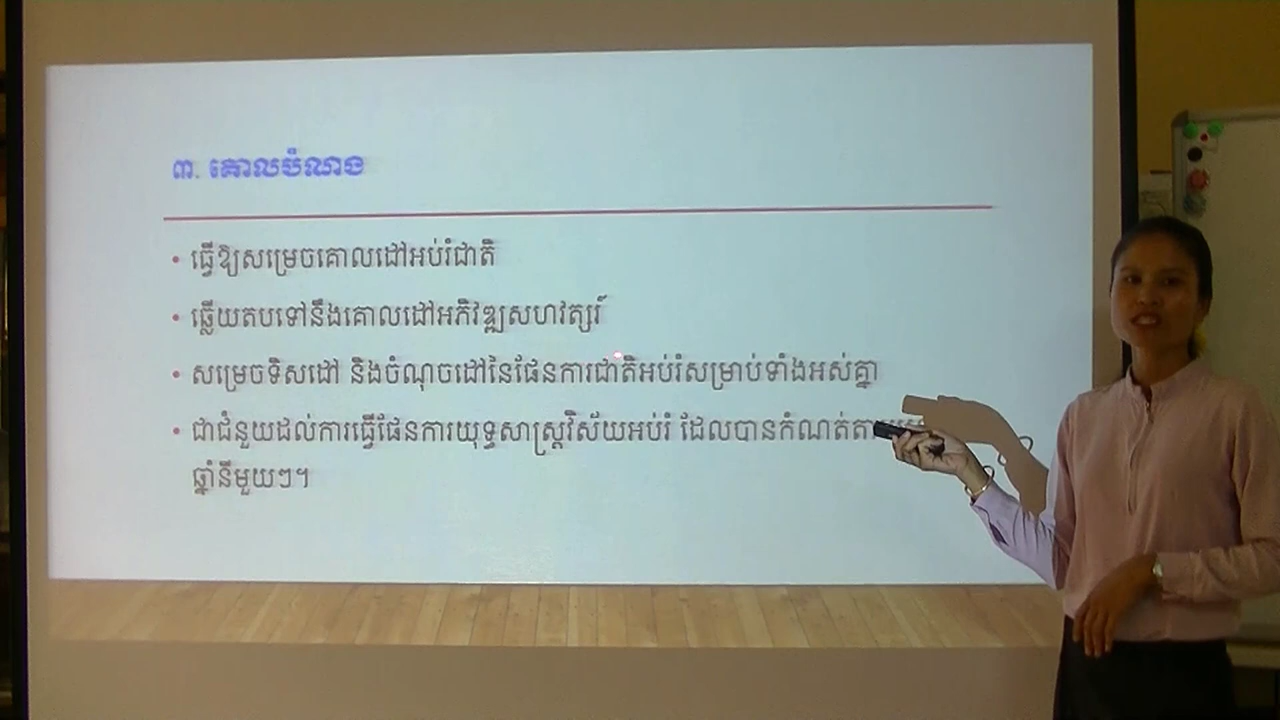 ៣. គោលបំណង
• ធ្វើឱ្យសម្រេចគោលដៅអប់រំជាតិ
• ឆ្លើយតបទៅនឹងគោលដៅអភិវឌ្ឍសហវត្សរ៍
• សម្រេចទិសដៅ និងចំណុចដៅនៃផែនការជាតិអប់រំសម្រាប់ទាំងអស់គ្នា
• ជាជំនួយដល់ការធ្វើផែនការយុទ្ធសាស្ត្រវិស័យអប់រំ ដែលបានកំណត់
ឆ្នាំនីមួយៗ។